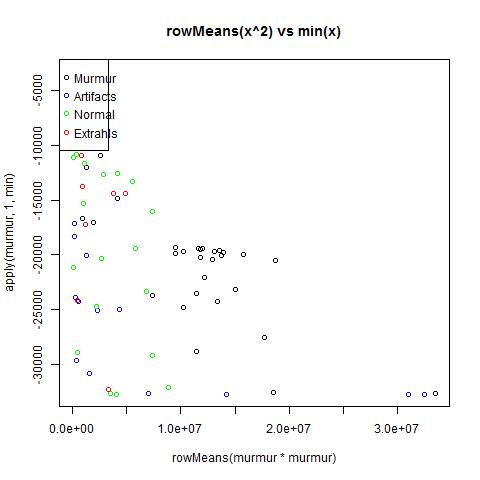 rowMeans(x^2) vs min(x)
Murmur
Artifacts
Normal
Extrahls
-5000
-10000
-15000
-20000
-25000
-30000
apply(murmur, 1, min)
0.0e+00 1.0e+07 2.0e+07 3.0e+07
rowMeans(murmur * murmur)